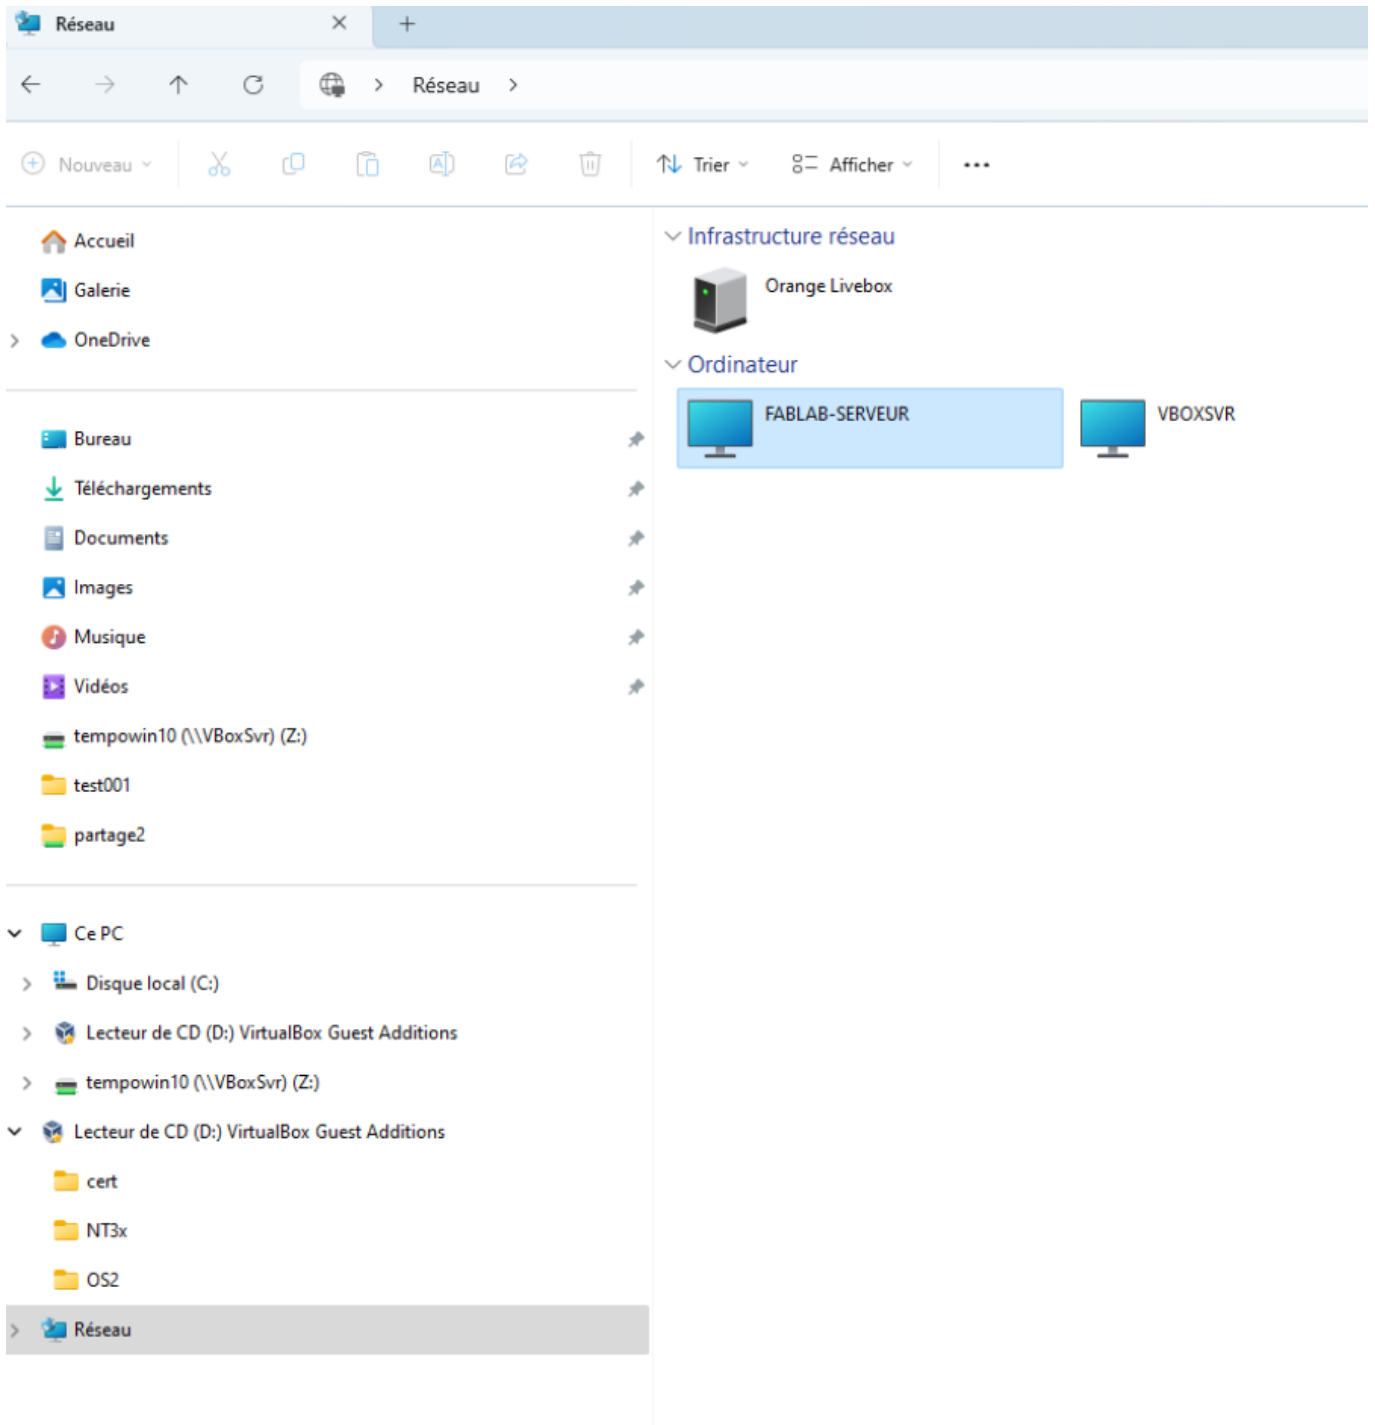 Réseau
Réseau
Nouveau
Trier
Afficher
Accueil
Galerie
OneDrive
Bureau
Téléchargements
Documents
Images
Musique
Vidéos
tempowin10 (\\VBoxSvr) (Z:)
test001
partage2
Ce PC
Disque local (C:)
Lecteur de CD (D:) VirtualBox Guest Additions
tempowin10 (\\VBoxSvr) (Z:)
Lecteur de CD (D:) VirtualBox Guest Additions
cert
NT3x
OS2
Réseau
Infrastructure réseau
Orange Livebox
Ordinateur
FABLAB-SERVEUR
VBOXSVR